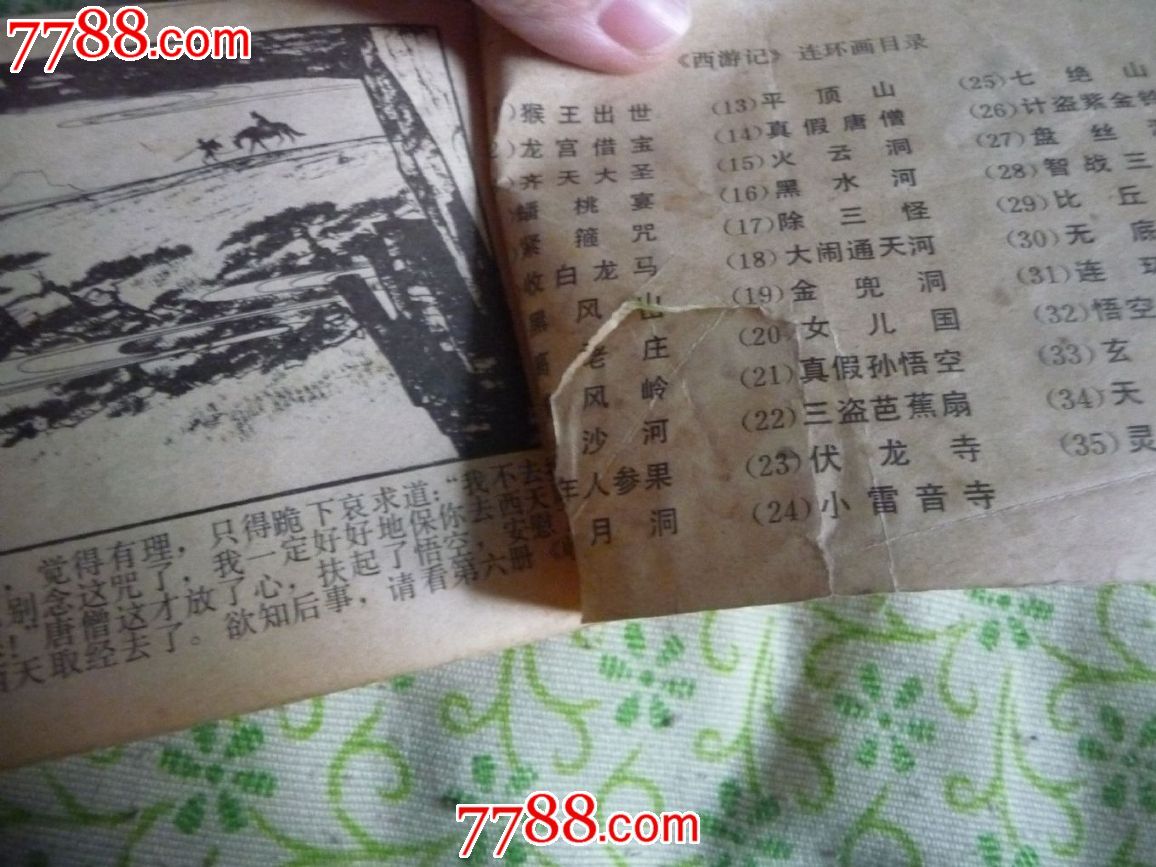 7788.com
7788.com
《西游记》连环画目录
)猴王出世
)龙宫借宝
齐天大圣
蟠桃宴
紧箍咒
收白龙马
黑风山
老庄
风岭
沙河
人参果
月洞
(13)平顶山
(14)真假唐僧
(15)火云洞
(16)黑水河
(17)除三怪
(18)大闹通天河
(19)金兜洞
(20)女儿国
(21)真假孙悟空
(22)三盗芭蕉扇
(23)伏龙寺
(24)小雷音寺
(25)七绝山
(26)计盗紫金铃
(27)盘丝
(28)智战三
(29)比丘
(30)无底
(31)连环
(32)悟空
(33)玄
(34)天
(35)灵
，觉得有理，只得跪下哀求道：“我不去
别念这咒了，我一定好好地保你去西天
！唐僧这才放了心，扶起了悟空，安慰
天取经去了。欲知后事，请看第六册《
7788.com